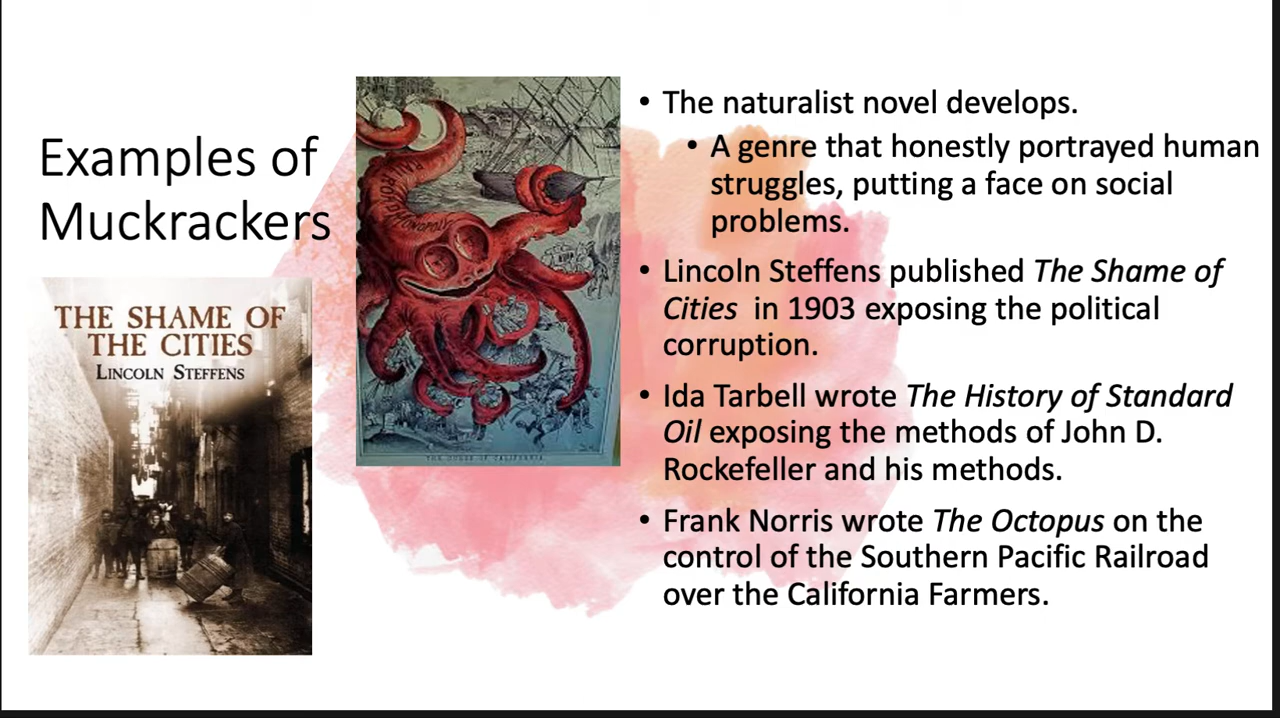 Examples of
Muckrackers
THE SHAME OF
THE CITIES
LINCOLN STEFFENS
MONOPOLY
• The naturalist novel develops.
• A genre that honestly portrayed human
struggles, putting a face on social
problems.
• Lincoln Steffens published The Shame of
Cities in 1903 exposing the political
corruption.
• Ida Tarbell wrote The History of Standard
Oil exposing the methods of John D.
Rockefeller and his methods.
• Frank Norris wrote The Octopus on the
control of the Southern Pacific Railroad
over the California Farmers.